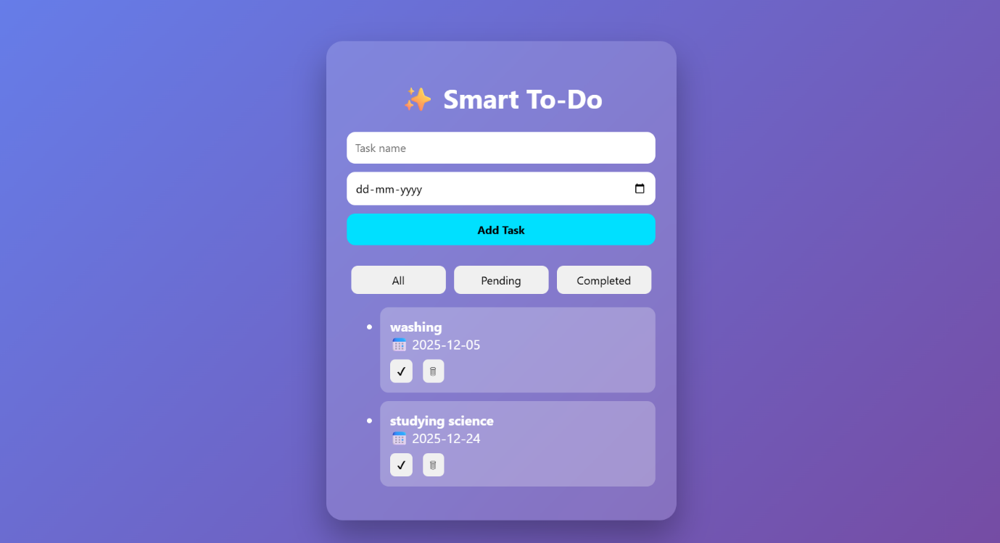 ✨ Smart To-Do
Task name
dd-mm-yyyy
Add Task
All Pending Completed
washing
2025-12-05
✔
studying science
2025-12-24
✔